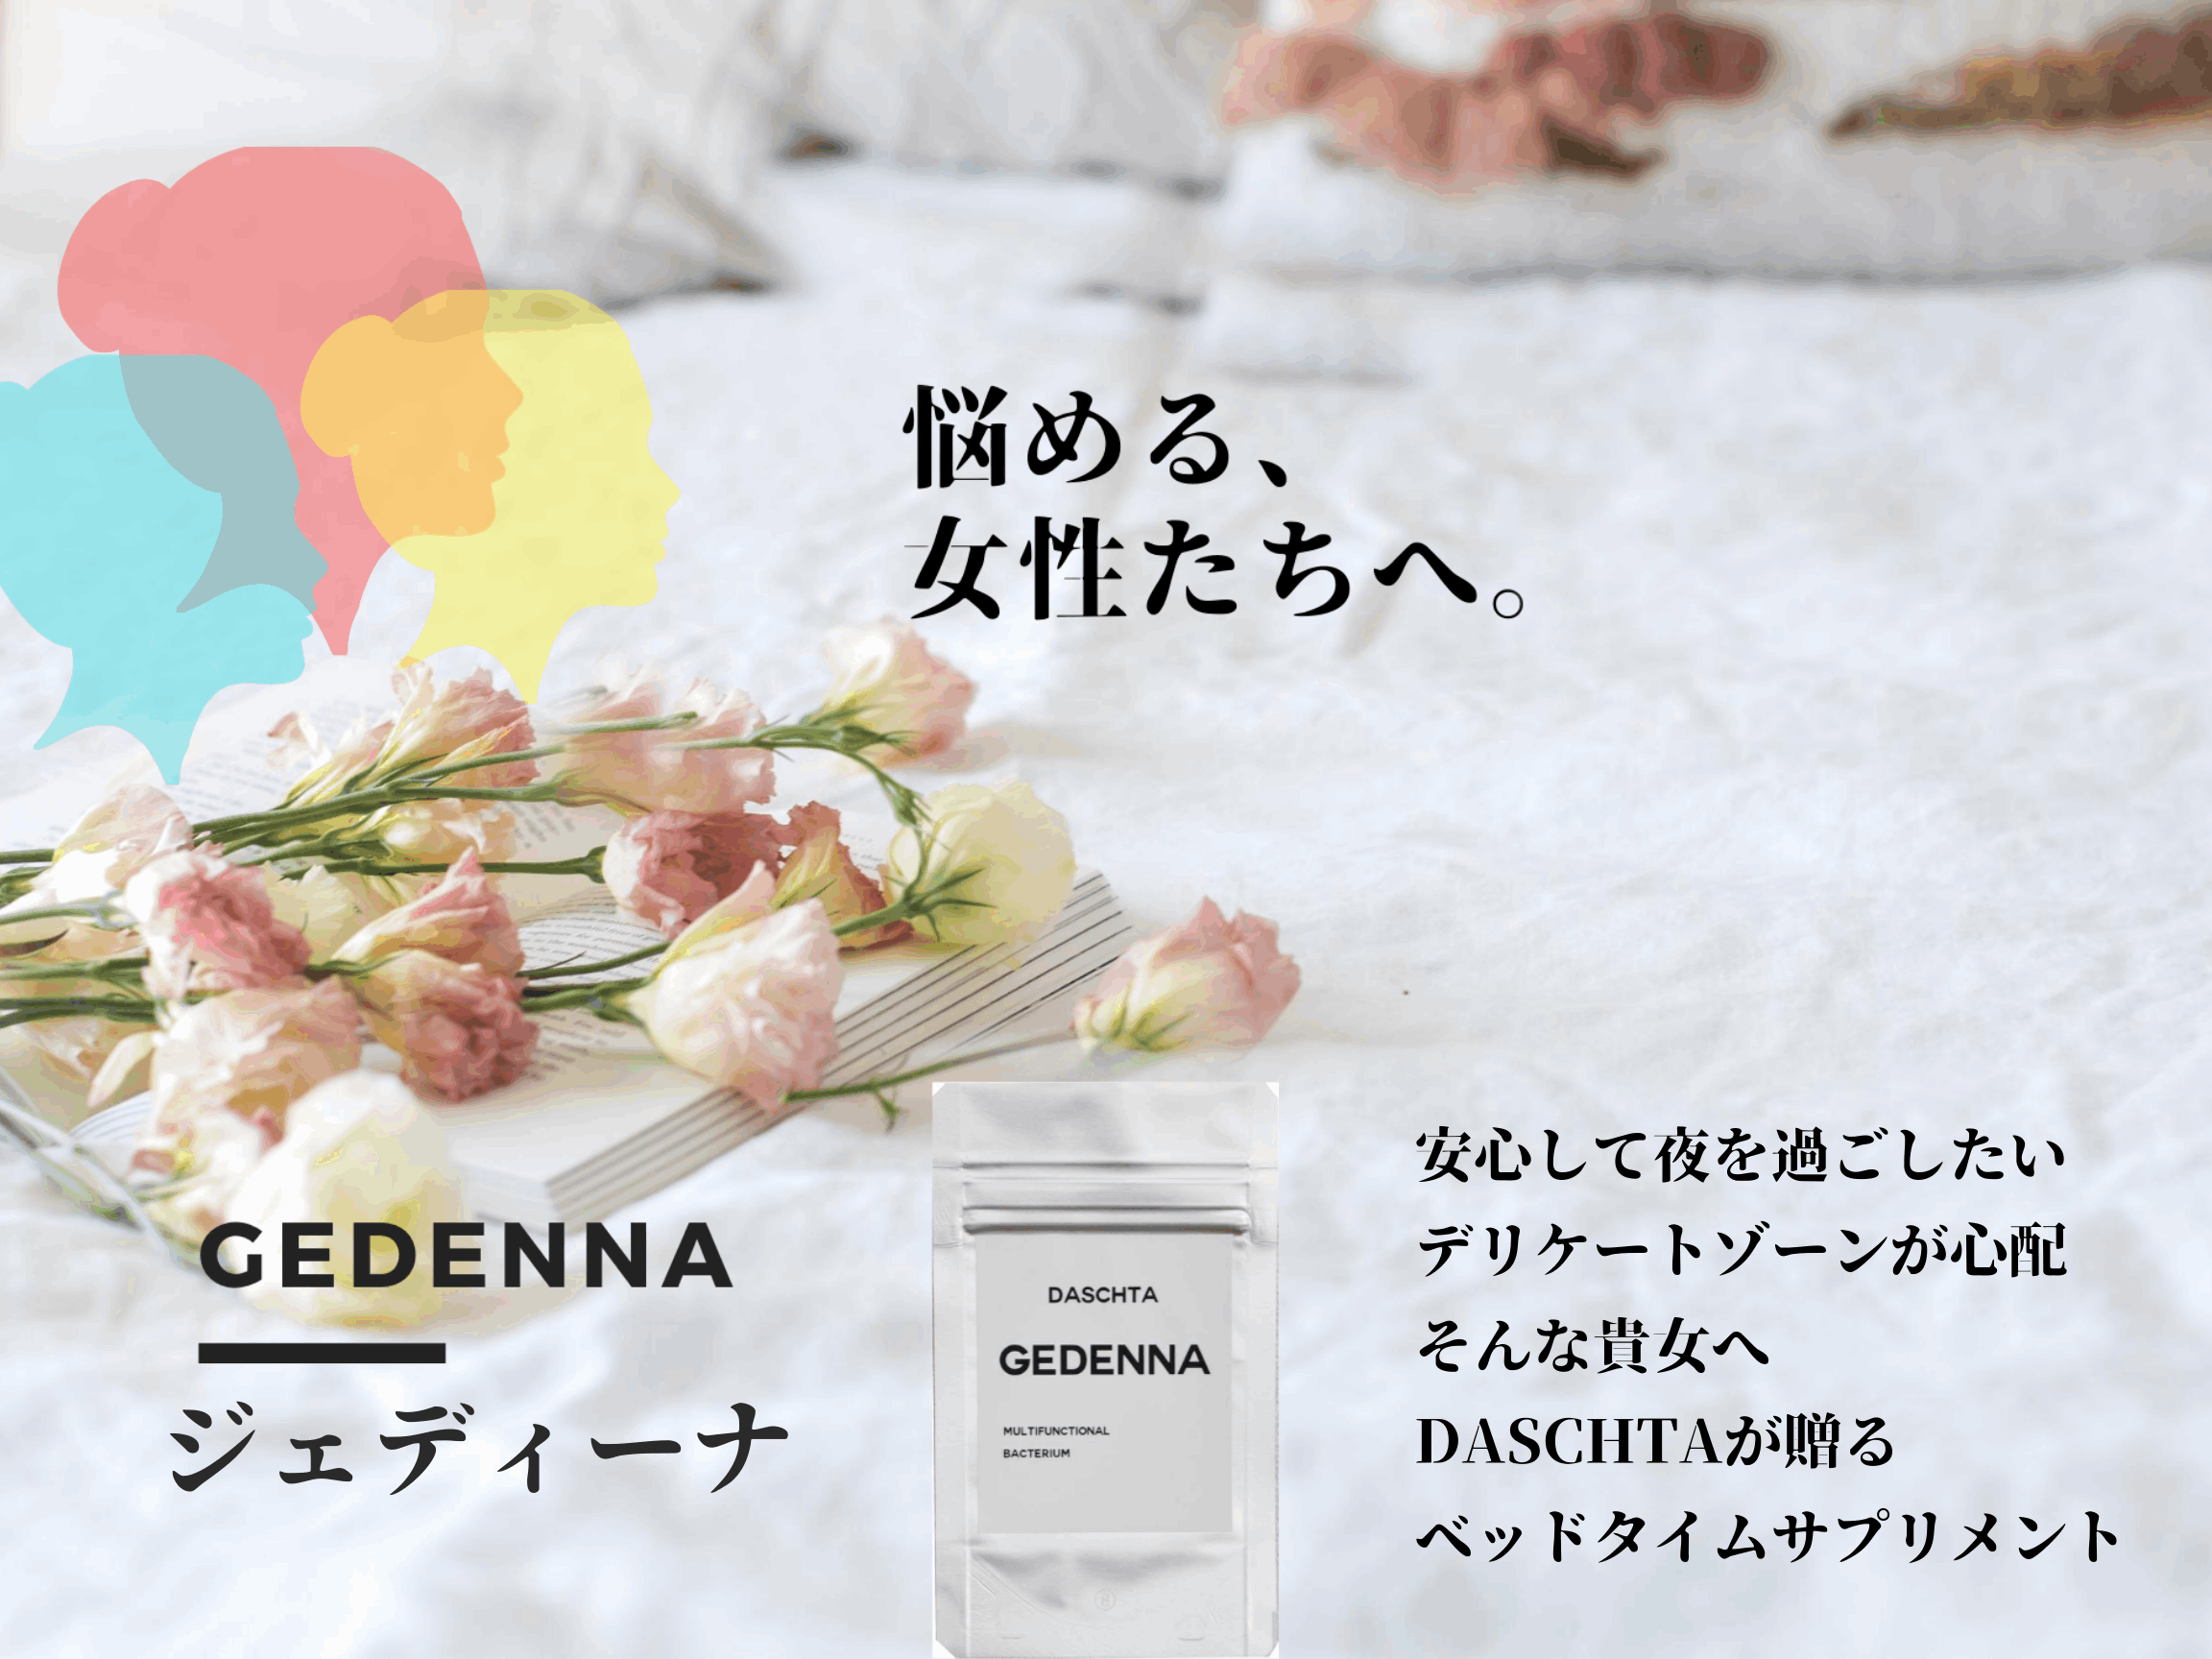 悩める、
女性たちへ。
GEDENNA
ジェディーナ
DASCHTA
GEDENNA
MULTIFUNCTIONAL
BACTERIUM
安心して夜を過ごしたい
デリケートゾーンが心配
そんな貴女へ
DASCHTAが贈る
ベッドタイムサプリメント